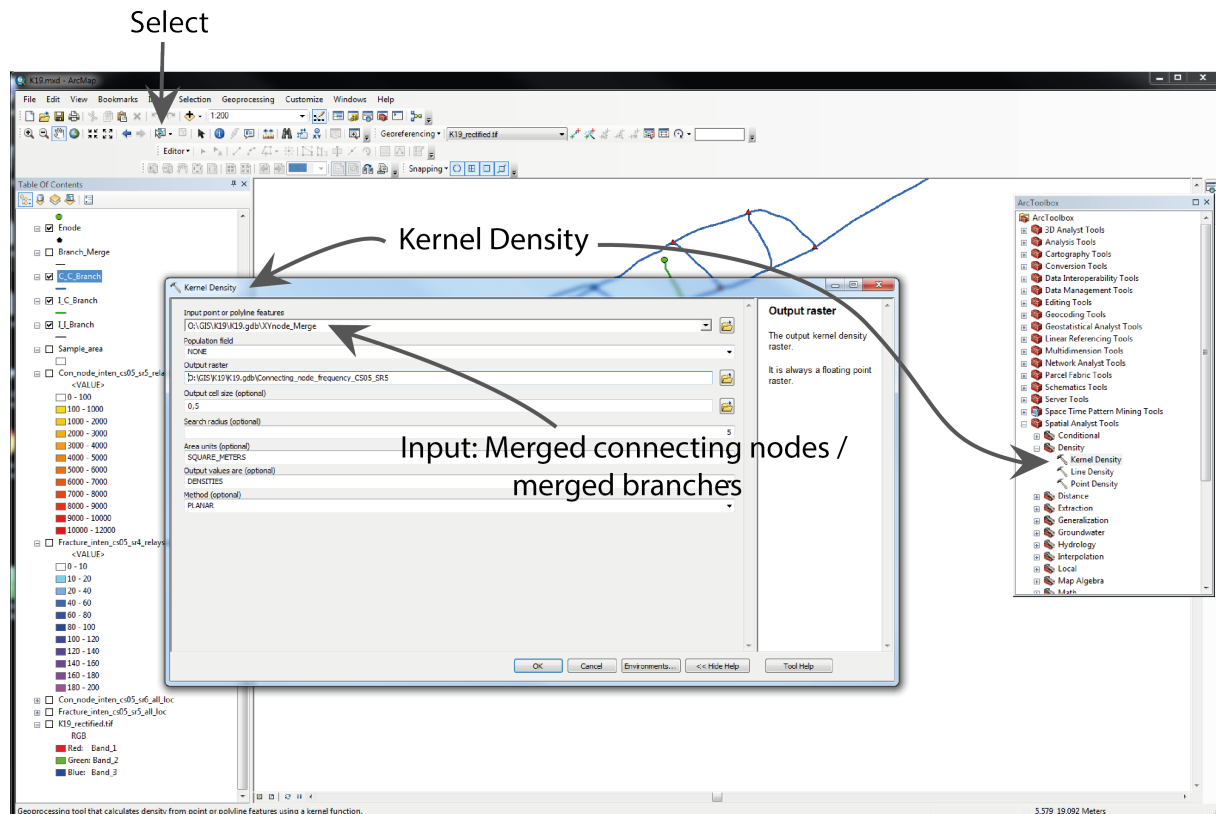 Select
K19.mxd - ArcMap
File Edit View Bookmarks Selection Geoprocessing Customize Windows Help
1:200
Georeferencing K19_rectified.tif
Editor
Snapping
Table Of Contents
Enode
Branch_Merge
C_C_Branch
I_C_Branch
I_I_Branch
Sample_area
Con_node_inten_cs05_sr5_rela
<VALUE>
0 - 100
100 - 1000
1000 - 2000
2000 - 3000
3000 - 4000
4000 - 5000
5000 - 6000
6000 - 7000
7000 - 8000
8000 - 9000
9000 - 10000
10000 - 12000
Fracture_inten_cs05_sr4_relays
<VALUE>
0 - 10
10 - 20
20 - 40
40 - 60
60 - 80
80 - 100
100 - 120
120 - 140
140 - 160
160 - 180
180 - 200
Con_node_inten_cs05_sr6_all_loc
Fracture_inten_cs05_sr5_all_loc
K19_rectified.tif
RGB
Red: Band_1
Green: Band_2
Blue: Band_3
Kernel Density
Kernel Density
Input point or polyline features
O:\GIS\K19\K19.gdb\XYnode_Merge
Population field
NONE
Output raster
D:\GIS\K19\K19.gdb\Connecting_node_frequency_CS05_SR5
Output cell size (optional)
0,5
Search radius (optional)
5
Area units (optional)
SQUARE_METERS
Output values are (optional)
DENSITIES
Method (optional)
PLANAR
Input: Merged connecting nodes /
merged branches
OK Cancel Environments... << Hide Help Tool Help
Output raster
The output kernel density
raster.
It is always a floating point
raster.
ArcToolbox
ArcToolbox
3D Analyst Tools
Analysis Tools
Cartography Tools
Conversion Tools
Data Interoperability Tools
Data Management Tools
Editing Tools
Geocoding Tools
Geostatistical Analyst Tools
Linear Referencing Tools
Multidimension Tools
Network Analyst Tools
Parcel Fabric Tools
Schematics Tools
Server Tools
Space Time Pattern Mining Tools
Spatial Analyst Tools
Conditional
Density
Kernel Density
Line Density
Point Density
Distance
Extraction
Generalization
Groundwater
Hydrology
Interpolation
Local
Map Algebra
Math
Geoprocessing tool that calculates density from point or polyline features using a kernel function.
5.579 19.092 Meters